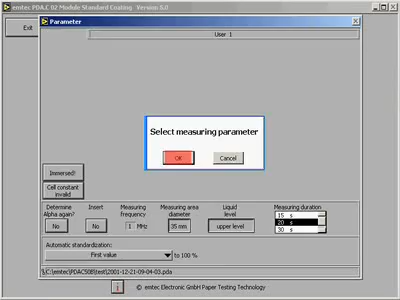 emtec PDA.C 02 Module Standard Coating Version 5.0
Exit
Parameter
User 1
Select measuring parameter
OK
Cancel
Immersed!
Cell constant
invalid
Determine
Alpha again?
No
Insert
No
Measuring
frequency
1 MHz
Measuring area
diameter
35 mm
Liquid
level
upper level
Measuring duration
15 s
20 s
30 s
Automatic standardization:
First value
to 100 %
C:\emtec\PDAC50B\test\2001-12-21-09-04-03.pda
i
© emtec Electronic GmbH Paper Testing Technology